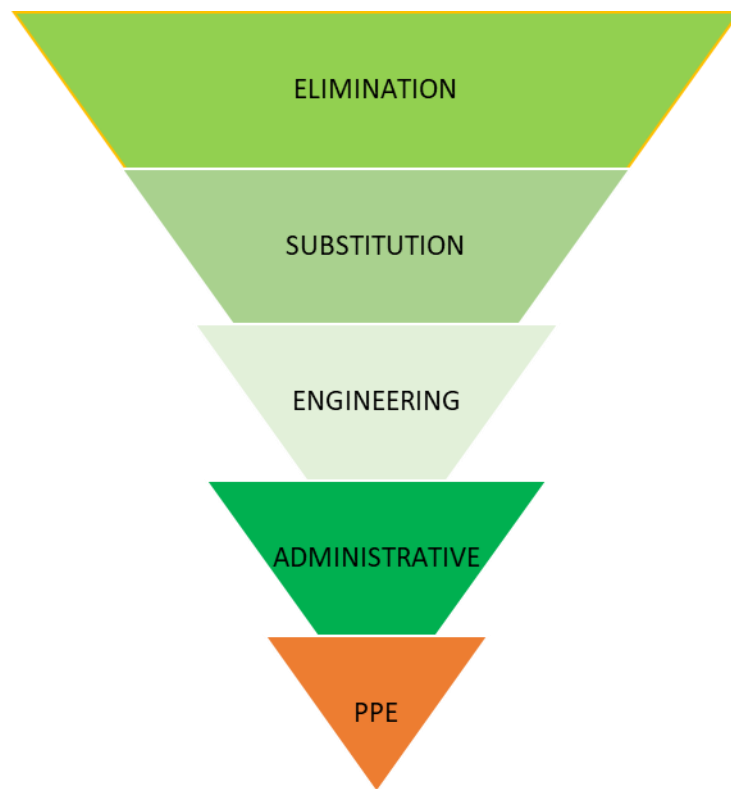 ELIMINATION
SUBSTITUTION
ENGINEERING
ADMINISTRATIVE
PPE